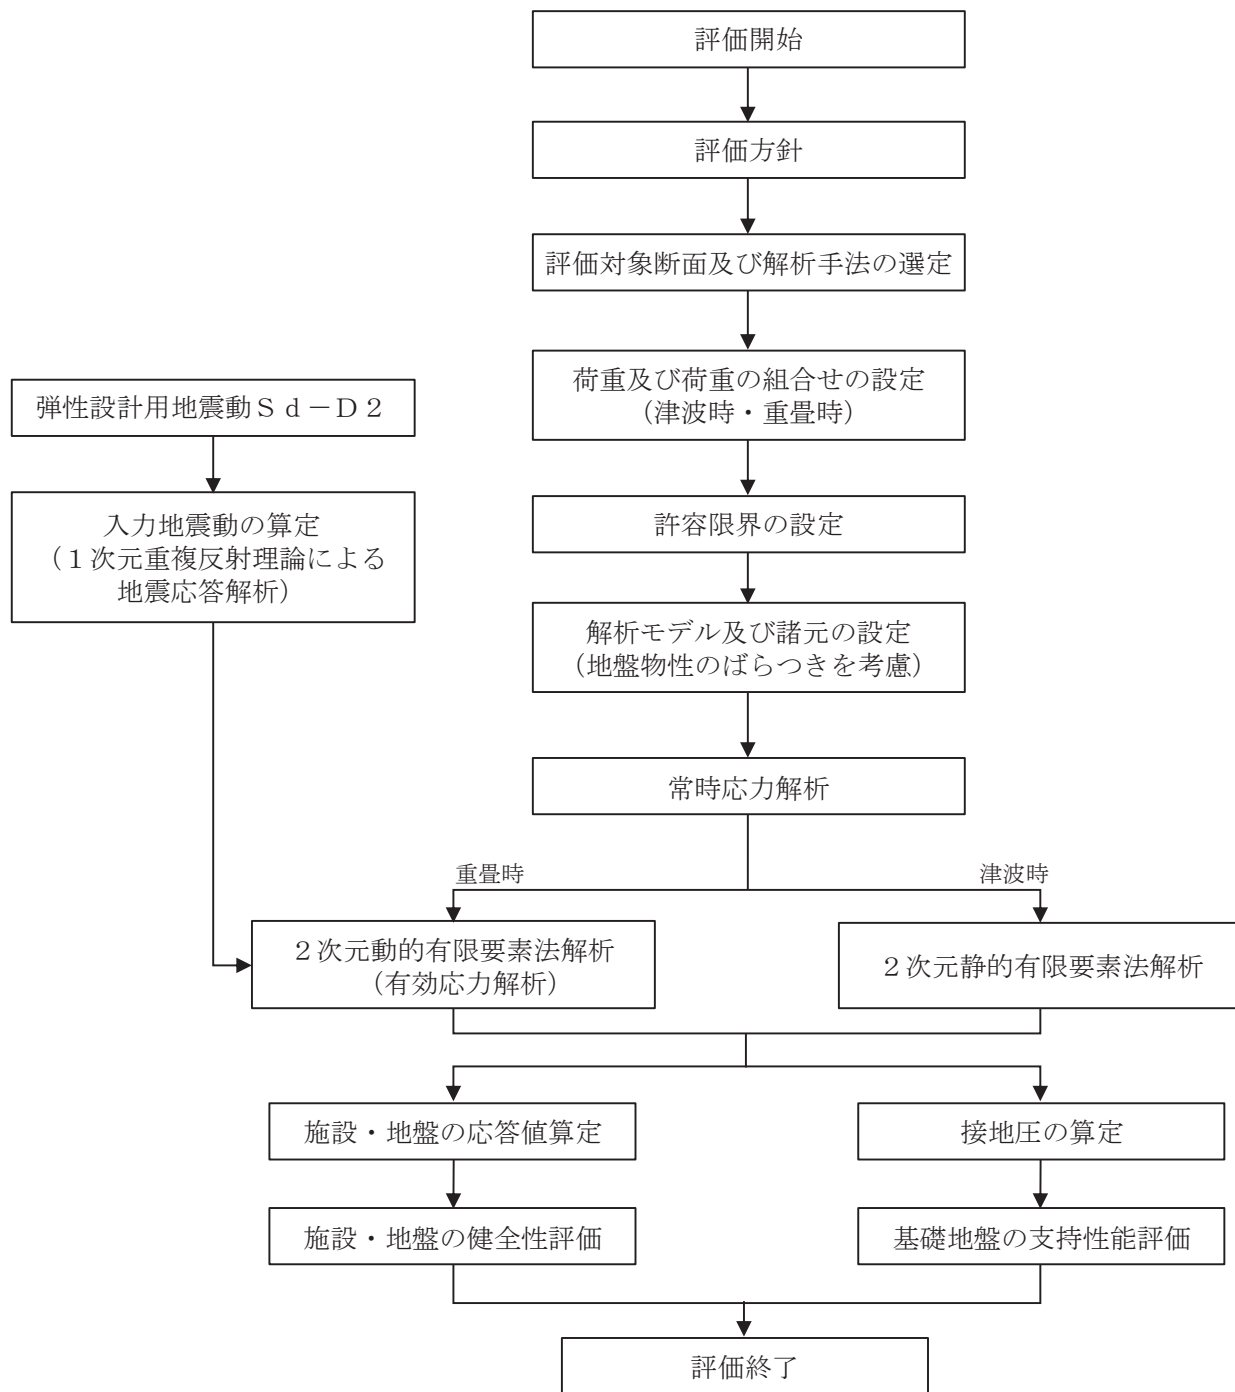 評価開始
評価方針
評価対象断面及び解析手法の選定
荷重及び荷重の組合せの設定
（津波時・重畳時）
弾性設計用地震動Ｓｄ－Ｄ２
入力地震動の算定
（１次元重複反射理論による
地震応答解析）
許容限界の設定
解析モデル及び諸元の設定
（地盤物性のばらつきを考慮）
常時応力解析
重畳時
津波時
２次元動的有限要素法解析
（有効応力解析）
２次元静的有限要素法解析
施設・地盤の応答値算定
接地圧の算定
施設・地盤の健全性評価
基礎地盤の支持性能評価
評価終了